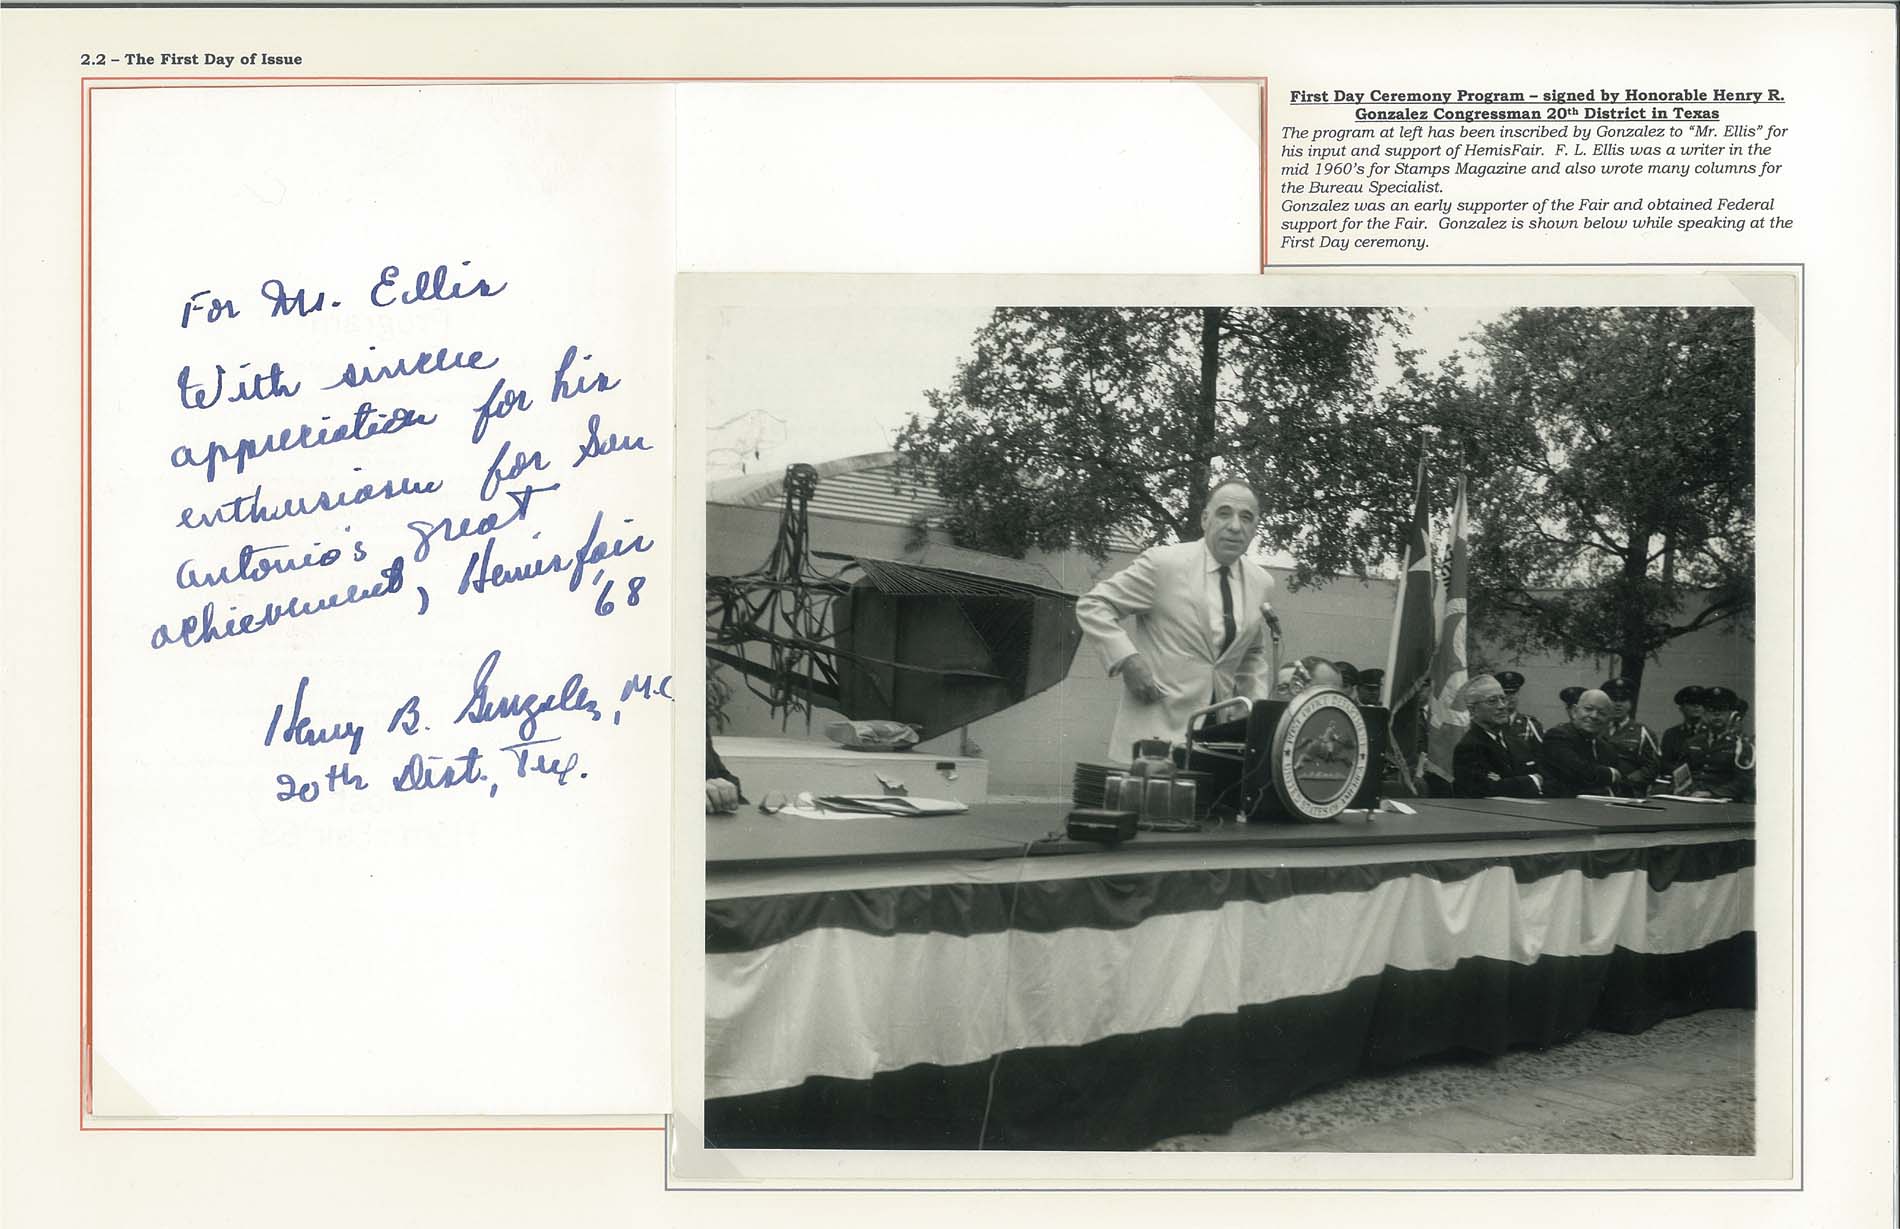 2.2 – The First Day of Issue
First Day Ceremony Program – signed by Honorable Henry R.
Gonzalez Congressman 20th District in Texas
The program at left has been inscribed by Gonzalez to "Mr. Ellis" for
his input and support of HemisFair.  F. L. Ellis was a writer in the
mid 1960's for Stamps Magazine and also wrote many columns for
the Bureau Specialist.
Gonzalez was an early supporter of the Fair and obtained Federal
support for the Fair.  Gonzalez is shown below while speaking at the
First Day ceremony.
For Mr. Ellis
With sincere
appreciation for his
enthusiasm for San
Antonio's great
achievement, Hemisfair
'68
Henry B. Gonzalez, M.C.
20th Dist., Tex.
POST OFFICE DEPARTMENT
UNITED STATES OF AMERICA